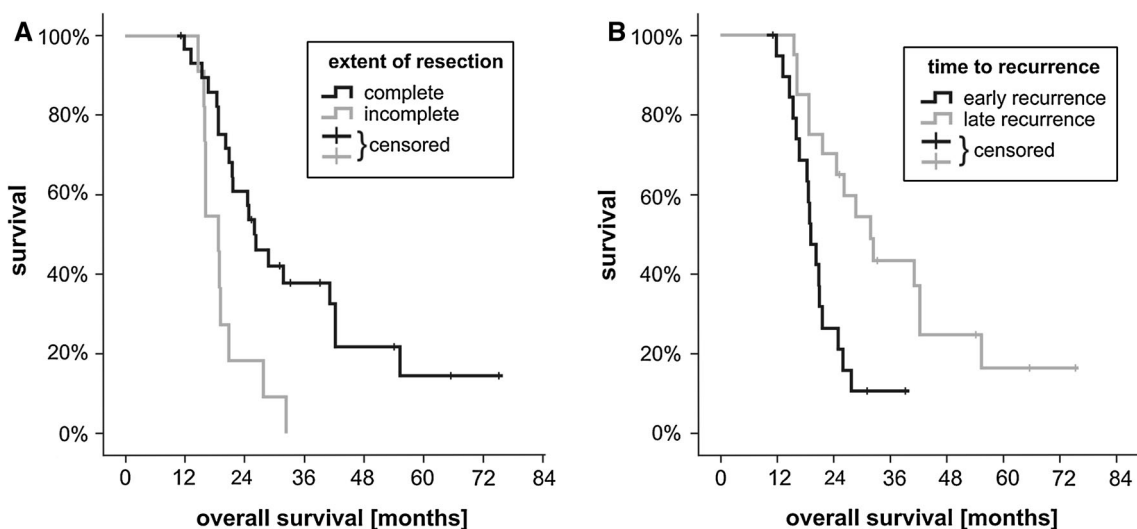 A
100%
80%
60%
40%
20%
0%
survival
extent of resection
complete
incomplete
censored
0 12 24 36 48 60 72 84
overall survival [months]
B
100%
80%
60%
40%
20%
0%
survival
time to recurrence
early recurrence
late recurrence
censored
0 12 24 36 48 60 72 84
overall survival [months]